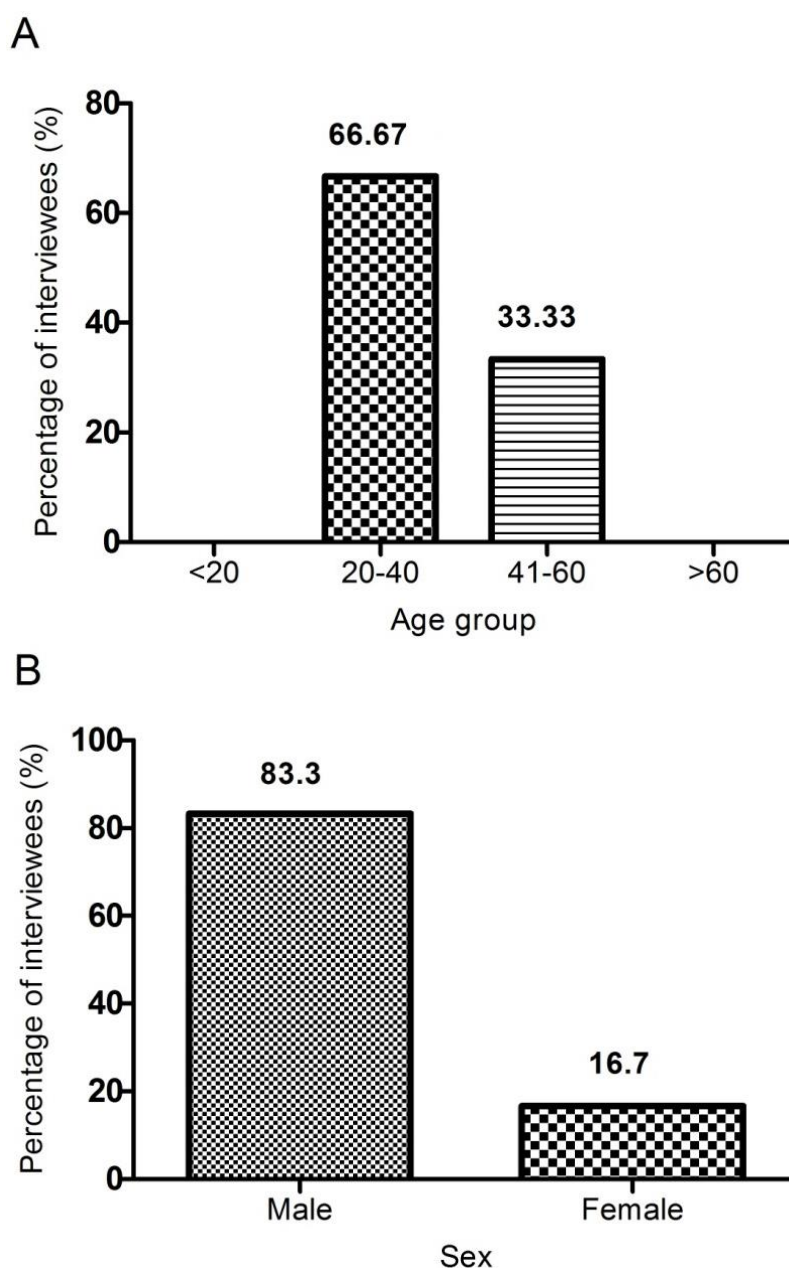 A
Percentage of interviewees (%)
80
60
40
20
0
66.67
33.33
<20 20-40 41-60 >60
Age group
B
Percentage of interviewees (%)
100
80
60
40
20
0
83.3
16.7
Male Female
Sex